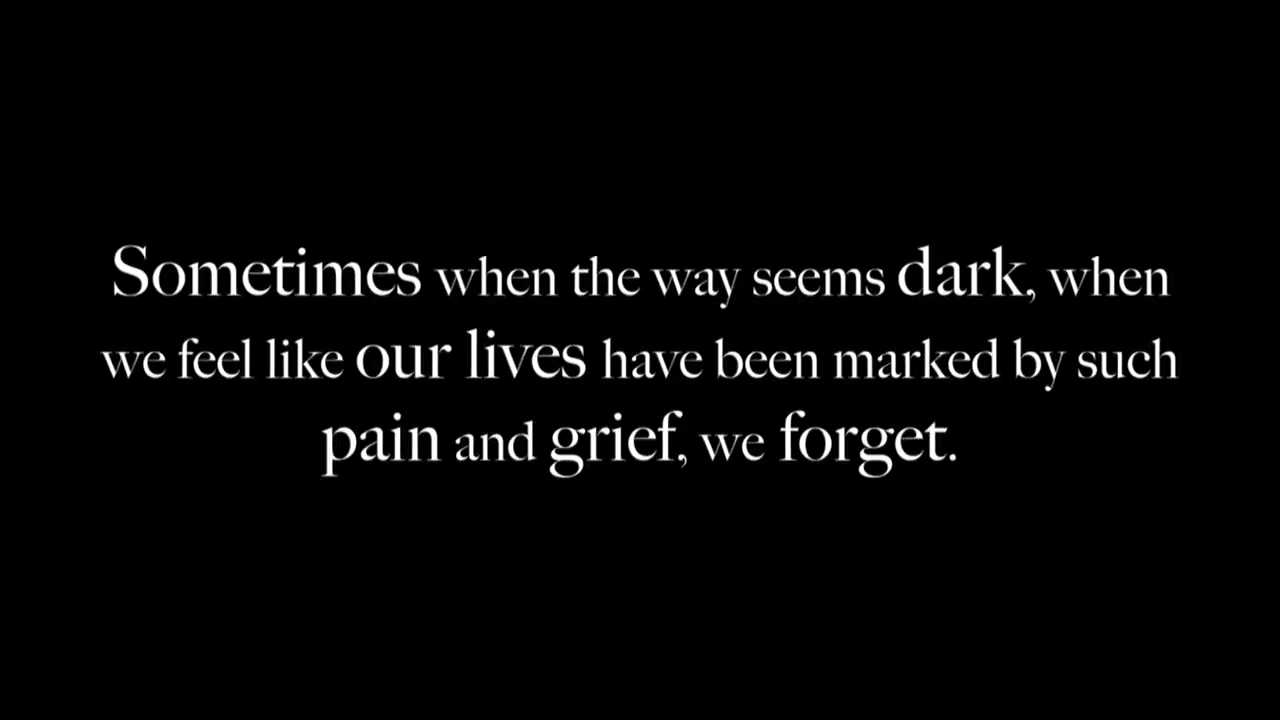 Sometimes when the way seems dark, when
we feel like our lives have been marked by such
pain and grief, we forget.